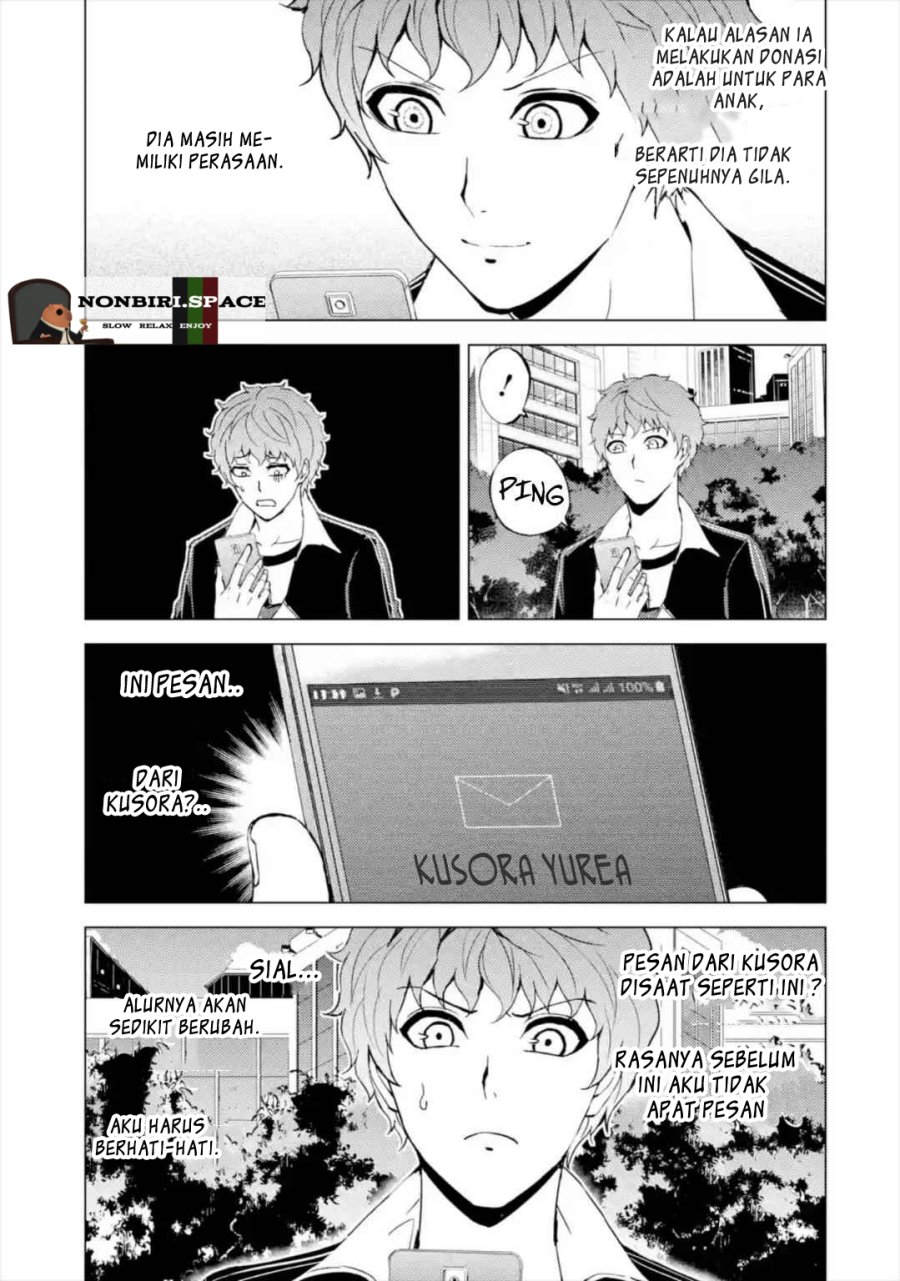 KALAU ALASAN IA
MELAKUKAN DONASI
ADALAH UNTUK PARA
ANAK,
BERARTI DIA TIDAK
SEPENUHNYA GILA.
DIA MASIH ME-
MILIKI PERASAAN.
NONBIRI.SPACE
SLOW RELAX ENJOY
!
PING
INI PESAN..
DARI
KUSORA?..
100%
KUSORA YUREA
PESAN DARI KUSORA
DISAAT SEPERTI INI ?
RASANYA SEBELUM
INI AKU TIDAK
APAT PESAN
SIAL...
ALURNYA AKAN
SEDIKIT BERUBAH.
AKU HARUS
BERHATI-HATI.